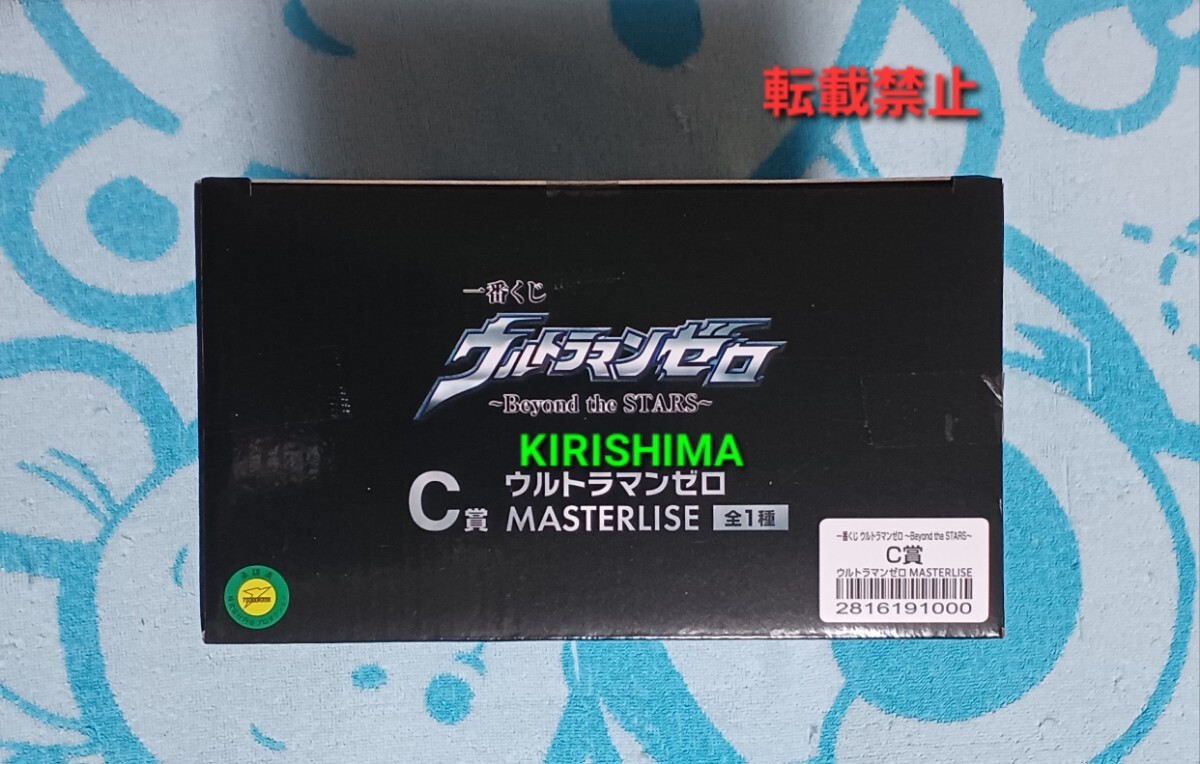 転載禁止
一番くじ
ウルトラマンゼロ
~Beyond the STARS~
KIRISHIMA
C賞
ウルトラマンゼロ
MASTERLISE 全1種
一番くじ ウルトラマンゼロ ~Beyond the STARS~
C賞
ウルトラマンゼロ MASTERLISE
2816191000